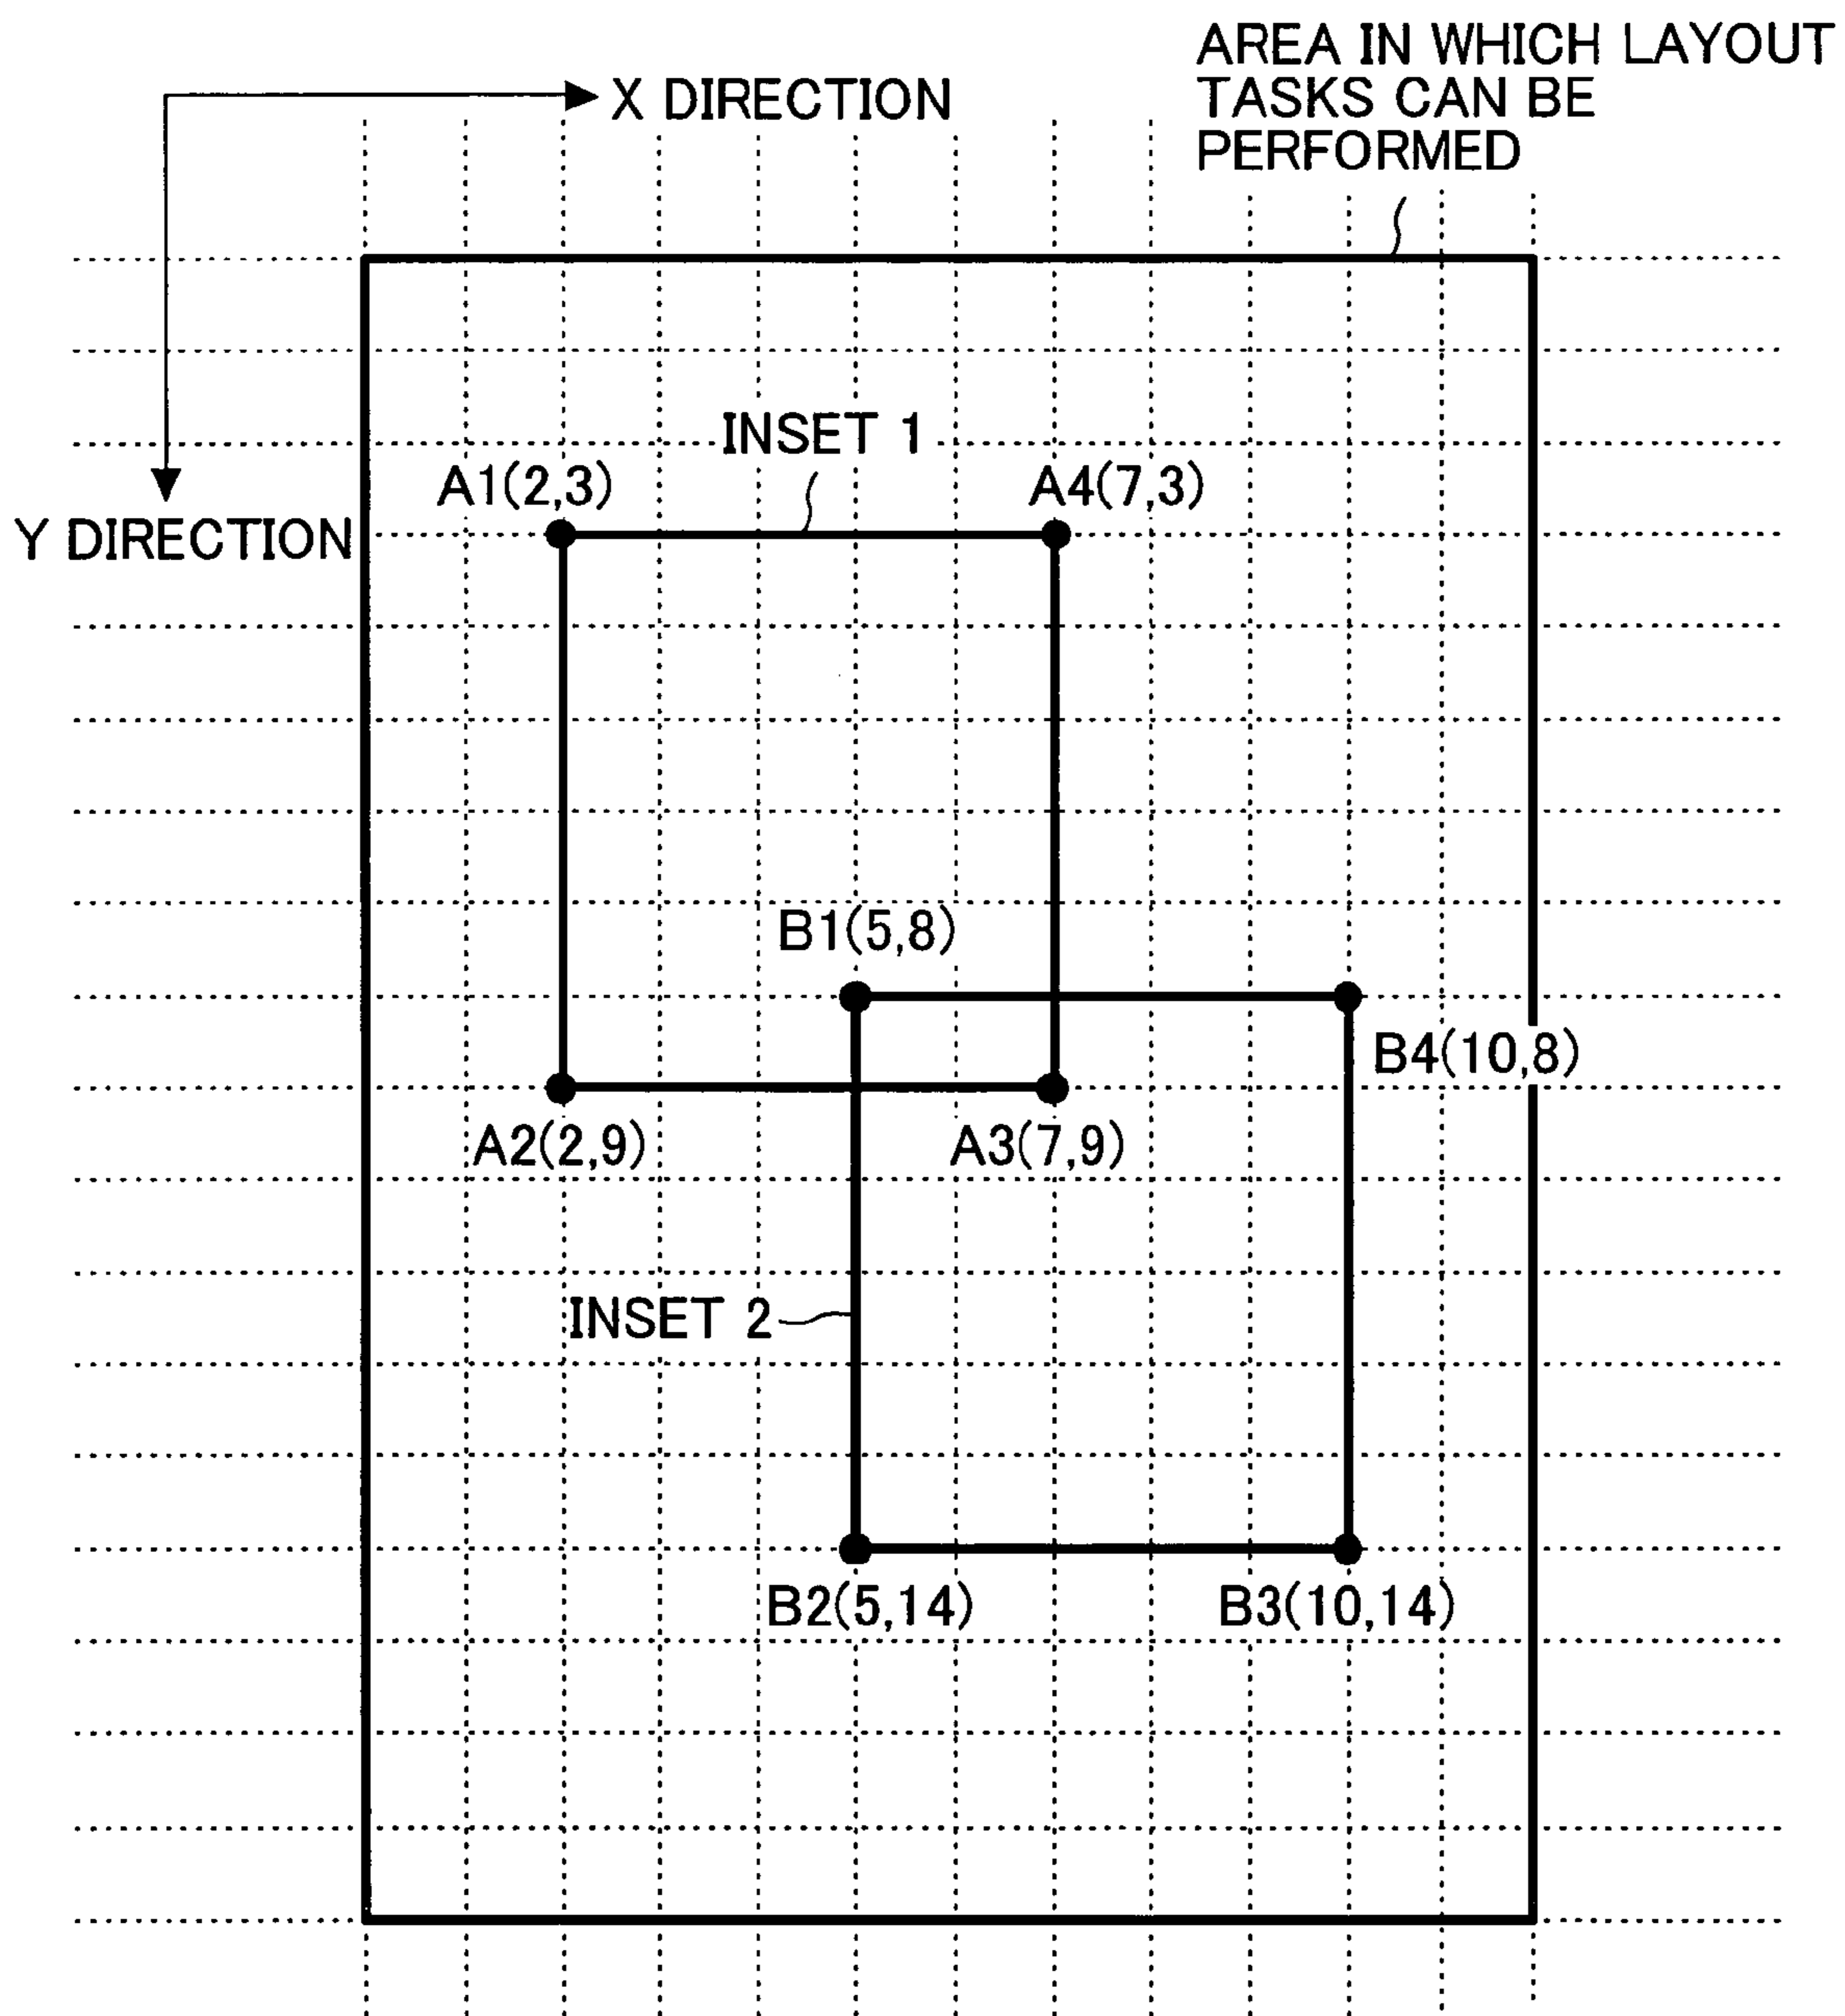 AREA IN WHICH LAYOUT
TASKS CAN BE
PERFORMED
X DIRECTION
Y DIRECTION
INSET 1
A1(2,3)
A4(7,3)
B1(5,8)
B4(10,8)
A2(2,9)
A3(7,9)
INSET 2
B2(5,14)
B3(10,14)